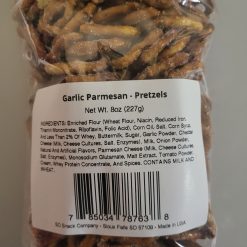 Garlic Parmesan - Pretzels
Net Wt. 8oz (227g)
INGREDIENTS: Enriched Flour (Wheat Flour, Niacin, Reduced Iron,
Thiamin Mononitrate, Riboflavin, Folic Acid), Corn Oil, Salt, Corn Syrup
And Less Than 2% Of Whey, Buttermilk, Sugar, Garlic Powder, Cheddar
Cheese (Milk, Cheese Cultures, Salt, Enzymes), Milk, Onion Powder,
Natural And Artificial Flavors, Parmesan Cheese (Milk, Cheese Cultures,
Salt, Enzymes), Monosodium Glutamate, Malt Extract, Tomato Powder,
Cream, Whey Protein Concentrate, And Spices. CONTAINS MILK AND
WHEAT.
7 85034 78763 8
SD Snack Company - Sioux Falls SD 57108 - Made in USA